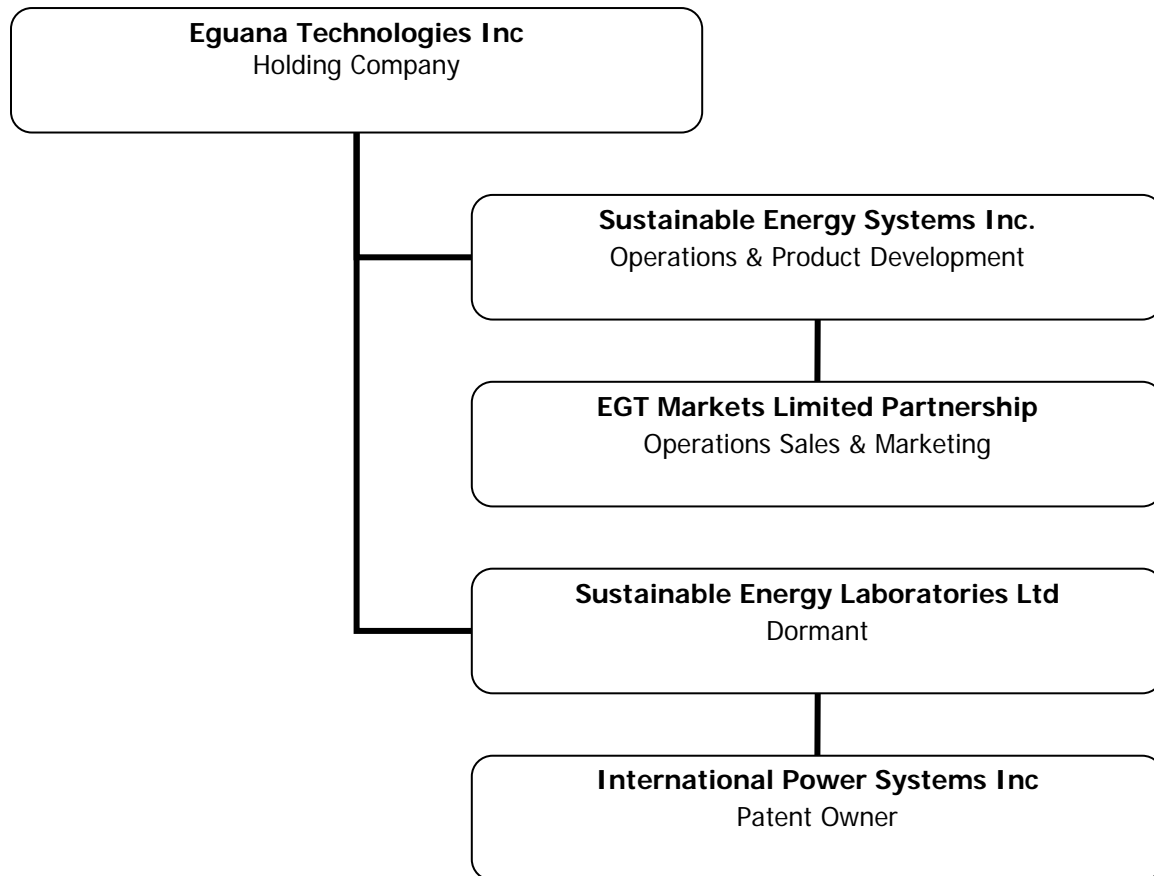 Eguana Technologies Inc
Holding Company
Sustainable Energy Systems Inc.
Operations & Product Development
EGT Markets Limited Partnership
Operations Sales & Marketing
Sustainable Energy Laboratories Ltd
Dormant
International Power Systems Inc
Patent Owner